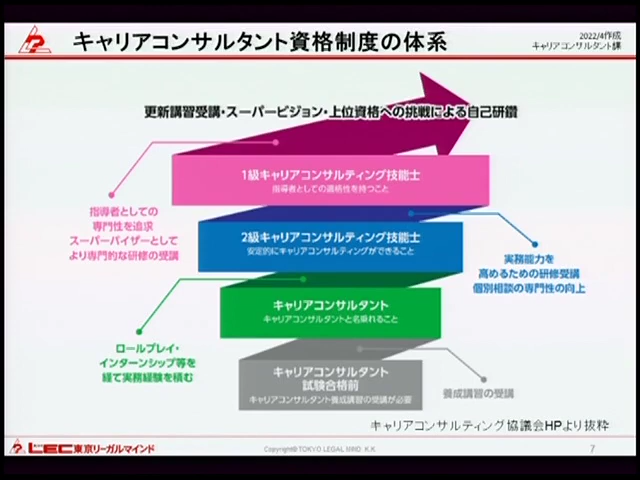 キャリアコンサルタント資格制度の体系
2022/4作成
キャリアコンサルタント課
更新講習受講・スーパービジョン・上位資格への挑戦による自己研鑽
1級キャリアコンサルティング技能士
指導者としての適格性を持つこと
指導者としての
専門性を追求
スーパーバイザーとして
より専門的な研修の受講
2級キャリアコンサルティング技能士
安定的にキャリアコンサルティングができること
実務能力を
高めるための研修受講
個別相談の専門性の向上
キャリアコンサルタント
キャリアコンサルタントと名乗れること
ロールプレイ・
インターンシップ等を
経て実務経験を積む
キャリアコンサルタント
試験合格前
キャリアコンサルタント養成講習の受講が必要
養成講習の受講
キャリアコンサルティング協議会HPより抜粋
LEC東京リーガルマインド
Copyright© TOKYO LEGAL MIND K.K.
7